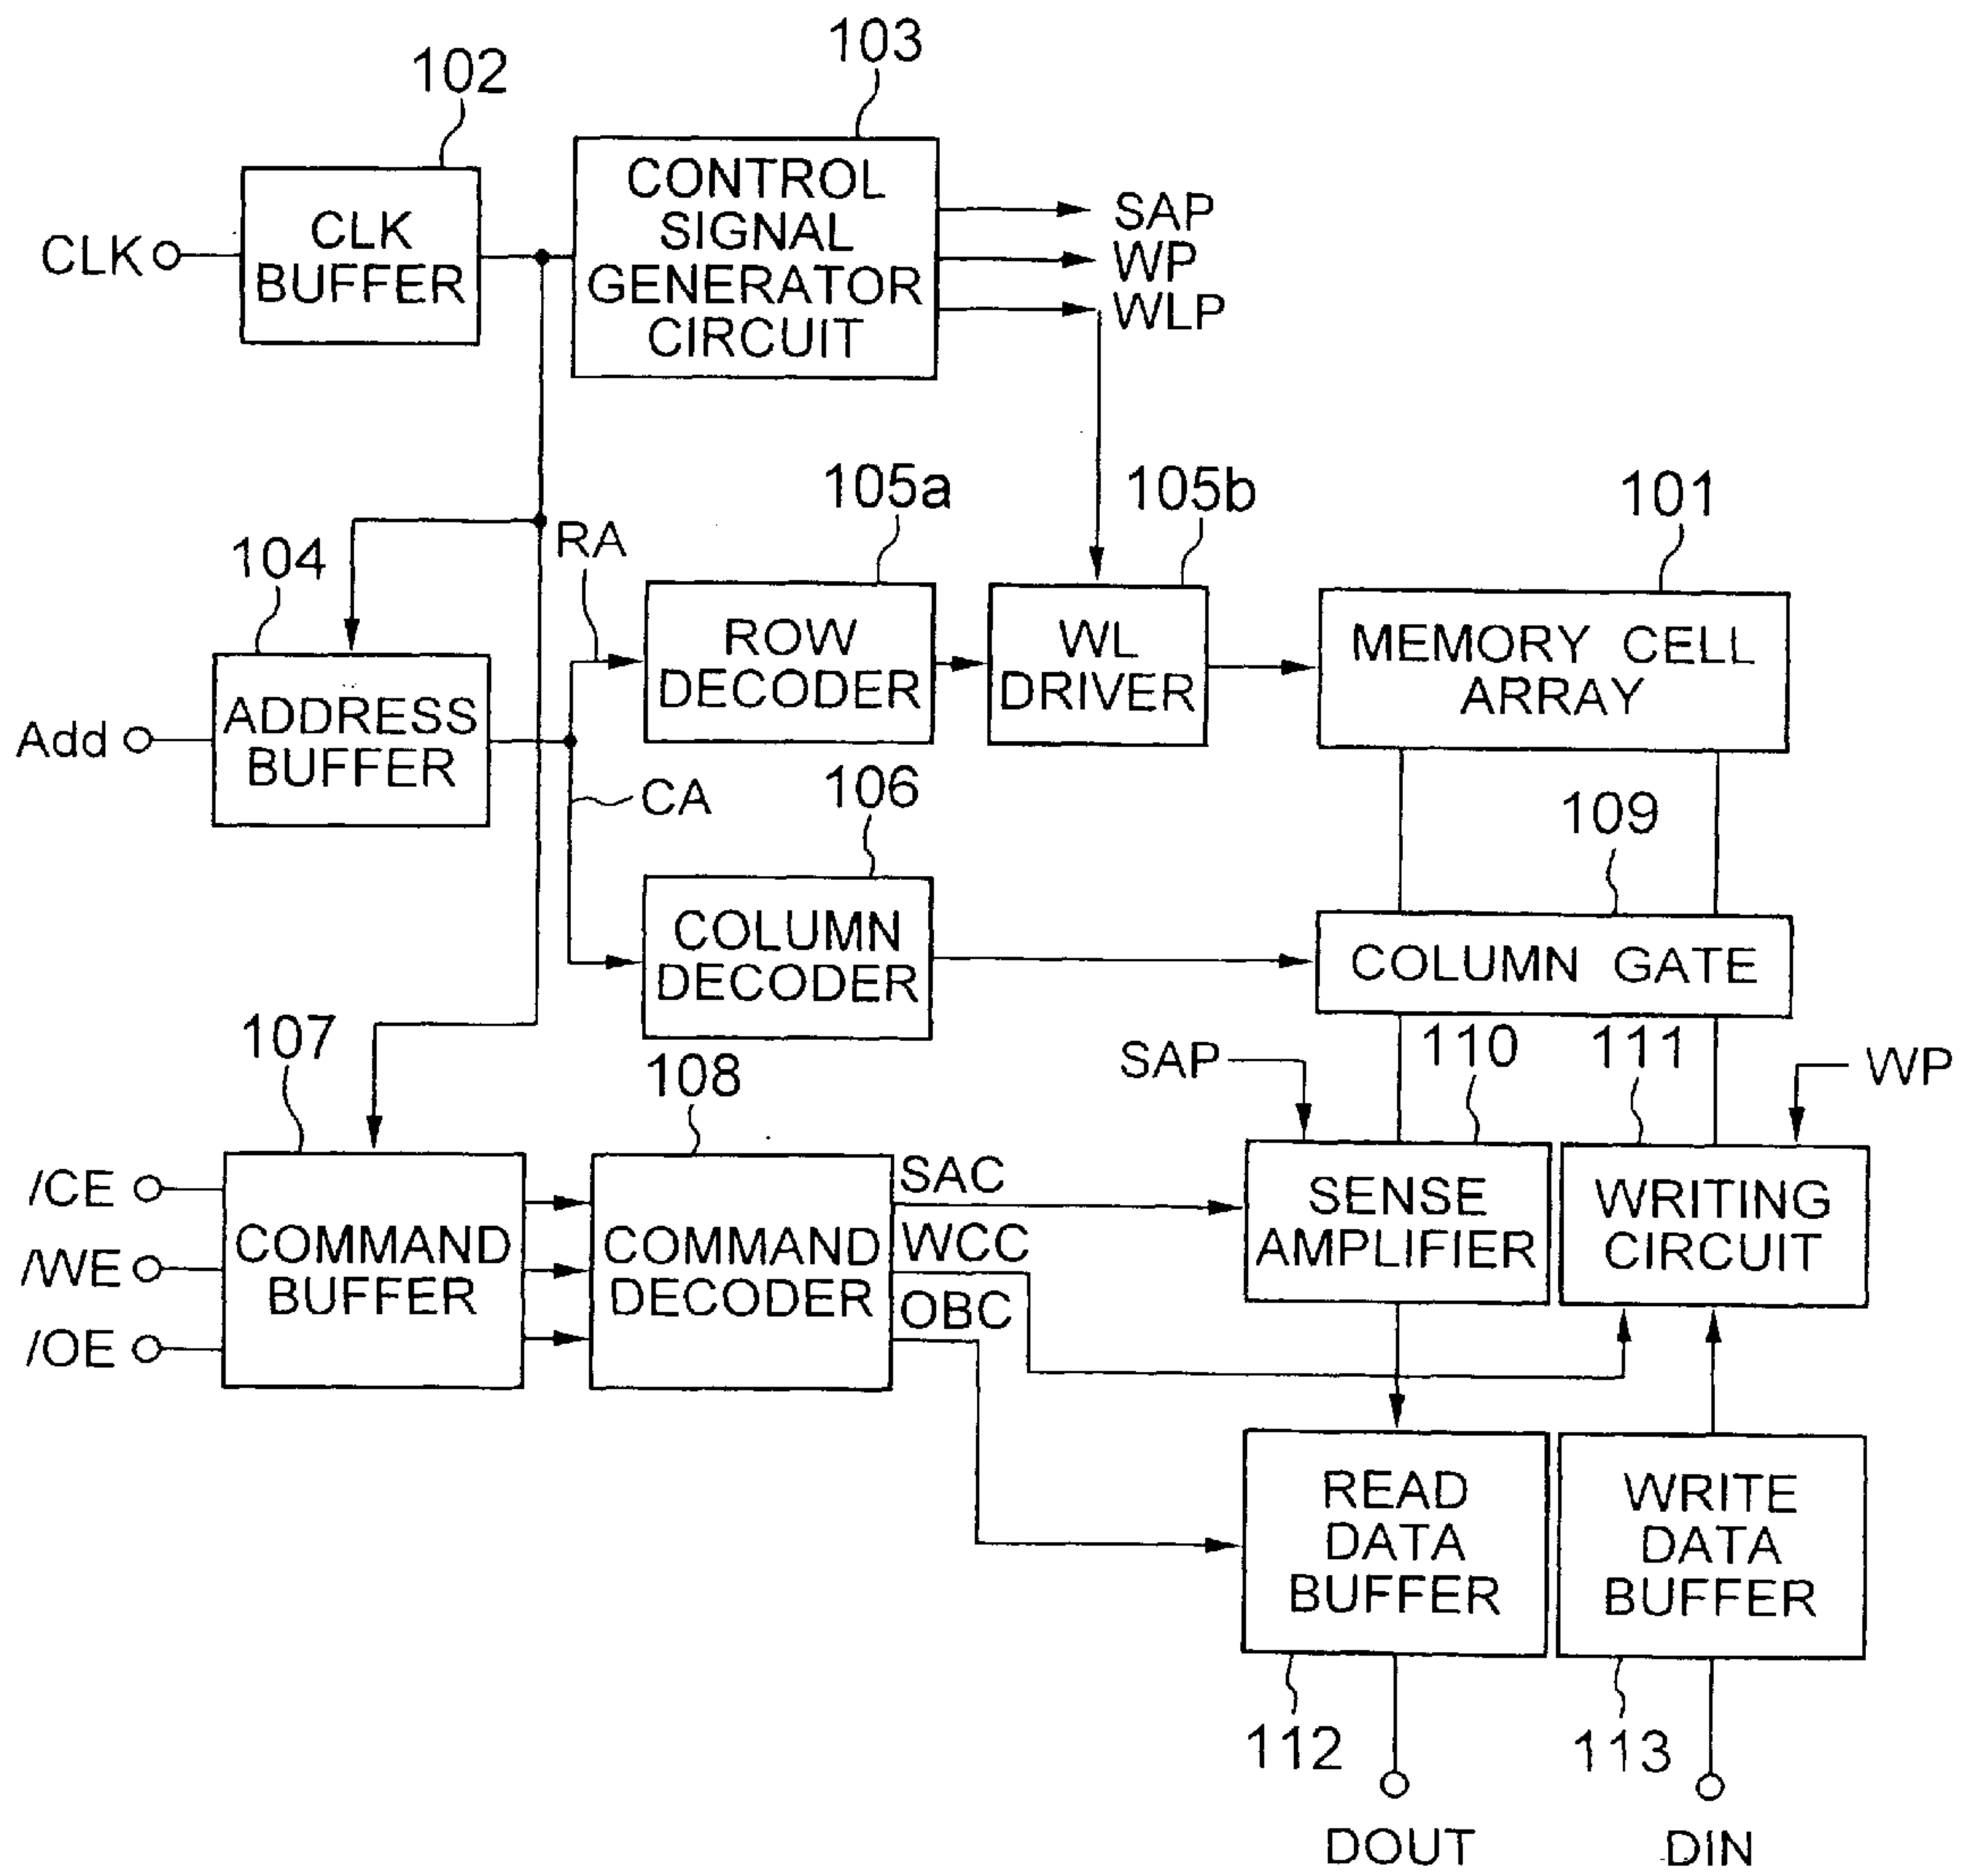 103
102
CONTROL
SIGNAL
GENERATOR
CIRCUIT
CLK
CLK
BUFFER
SAP
WP
WLP
105a
105b
101
104
RA
ROW
DECODER
WL
DRIVER
MEMORY CELL
ARRAY
Add
ADDRESS
BUFFER
CA
106
109
COLUMN
DECODER
COLUMN GATE
107
108
SAP
110
111
WP
/CE
/WE
/OE
COMMAND
BUFFER
COMMAND
DECODER
SAC
WCC
OBC
SENSE
AMPLIFIER
WRITING
CIRCUIT
READ
DATA
BUFFER
WRITE
DATA
BUFFER
112
113
DOUT
DIN